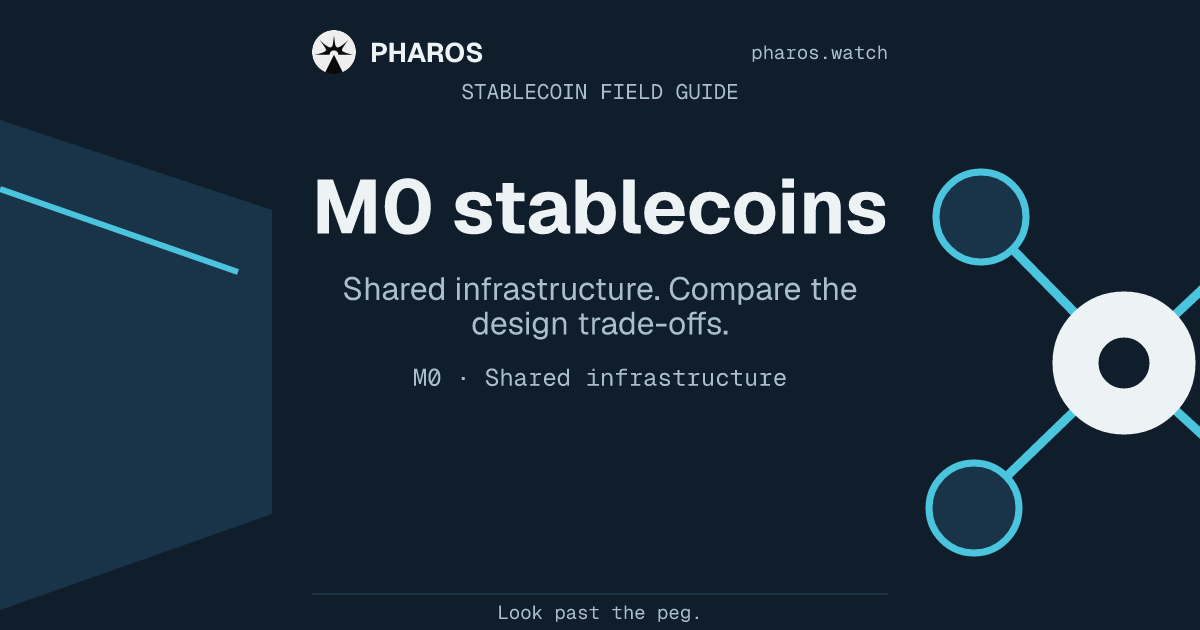 PHAROS
pharos.watch
STABLECOIN FIELD GUIDE
M0 stablecoins
Shared infrastructure. Compare the
design trade-offs.
M0 · Shared infrastructure
Look past the peg.